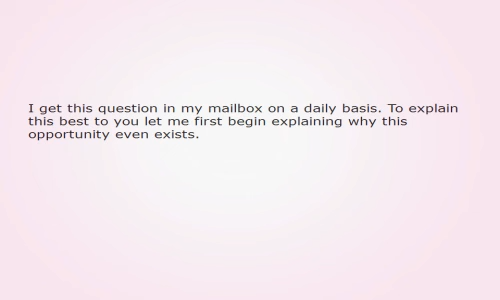 I get this question in my mailbox on a daily basis. To explain
this best to you let me first begin explaining why this
opportunity even exists.